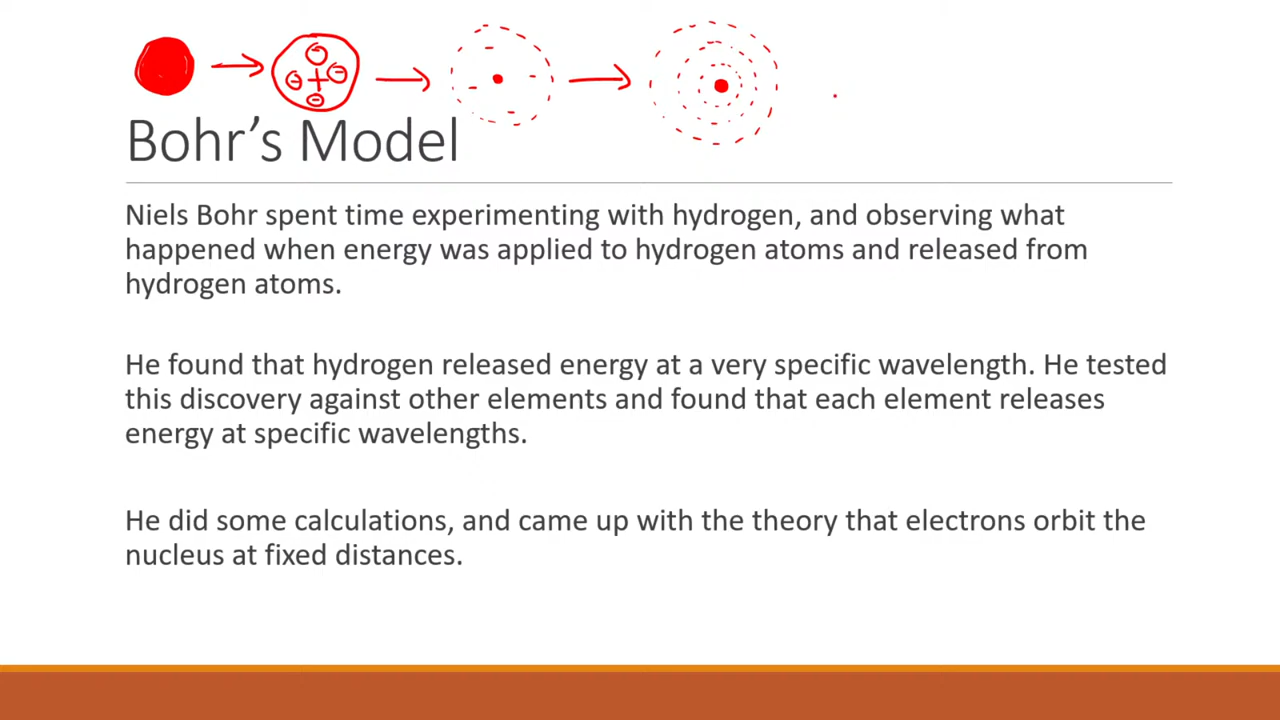 Bohr’s Model
Niels Bohr spent time experimenting with hydrogen, and observing what
happened when energy was applied to hydrogen atoms and released from
hydrogen atoms.
He found that hydrogen released energy at a very specific wavelength. He tested
this discovery against other elements and found that each element releases
energy at specific wavelengths.
He did some calculations, and came up with the theory that electrons orbit the
nucleus at fixed distances.